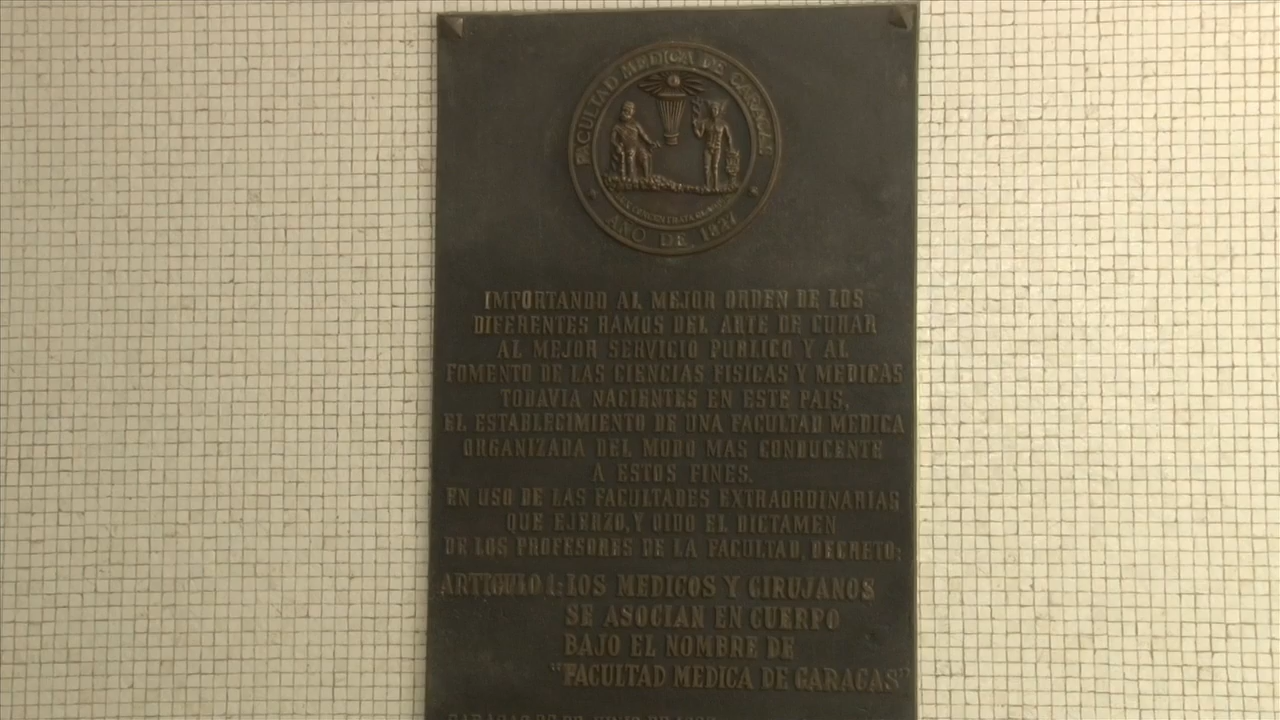 FACULTAD MEDICA DE CARACAS
AÑO DE 1827
IMPORTANDO AL MEJOR ORDEN DE LOS
DIFERENTES RAMOS DEL ARTE DE CURAR
AL MEJOR SERVICIO PUBLICO Y AL
FOMENTO DE LAS CIENCIAS FISICAS Y MEDICAS
TODAVIA NACIENTES EN ESTE PAIS,
EL ESTABLECIMIENTO DE UNA FACULTAD MEDICA
ORGANIZADA DEL MODO MAS CONDUCENTE
A ESTOS FINES.
EN USO DE LAS FACULTADES EXTRAORDINARIAS
QUE EJERZO, Y OIDO EL DICTAMEN
DE LOS PROFESORES DE LA FACULTAD, DECRETO:
ARTICULO 1: LOS MEDICOS Y CIRUJANOS
SE ASOCIAN EN CUERPO
BAJO EL NOMBRE DE
"FACULTAD MEDICA DE CARACAS"